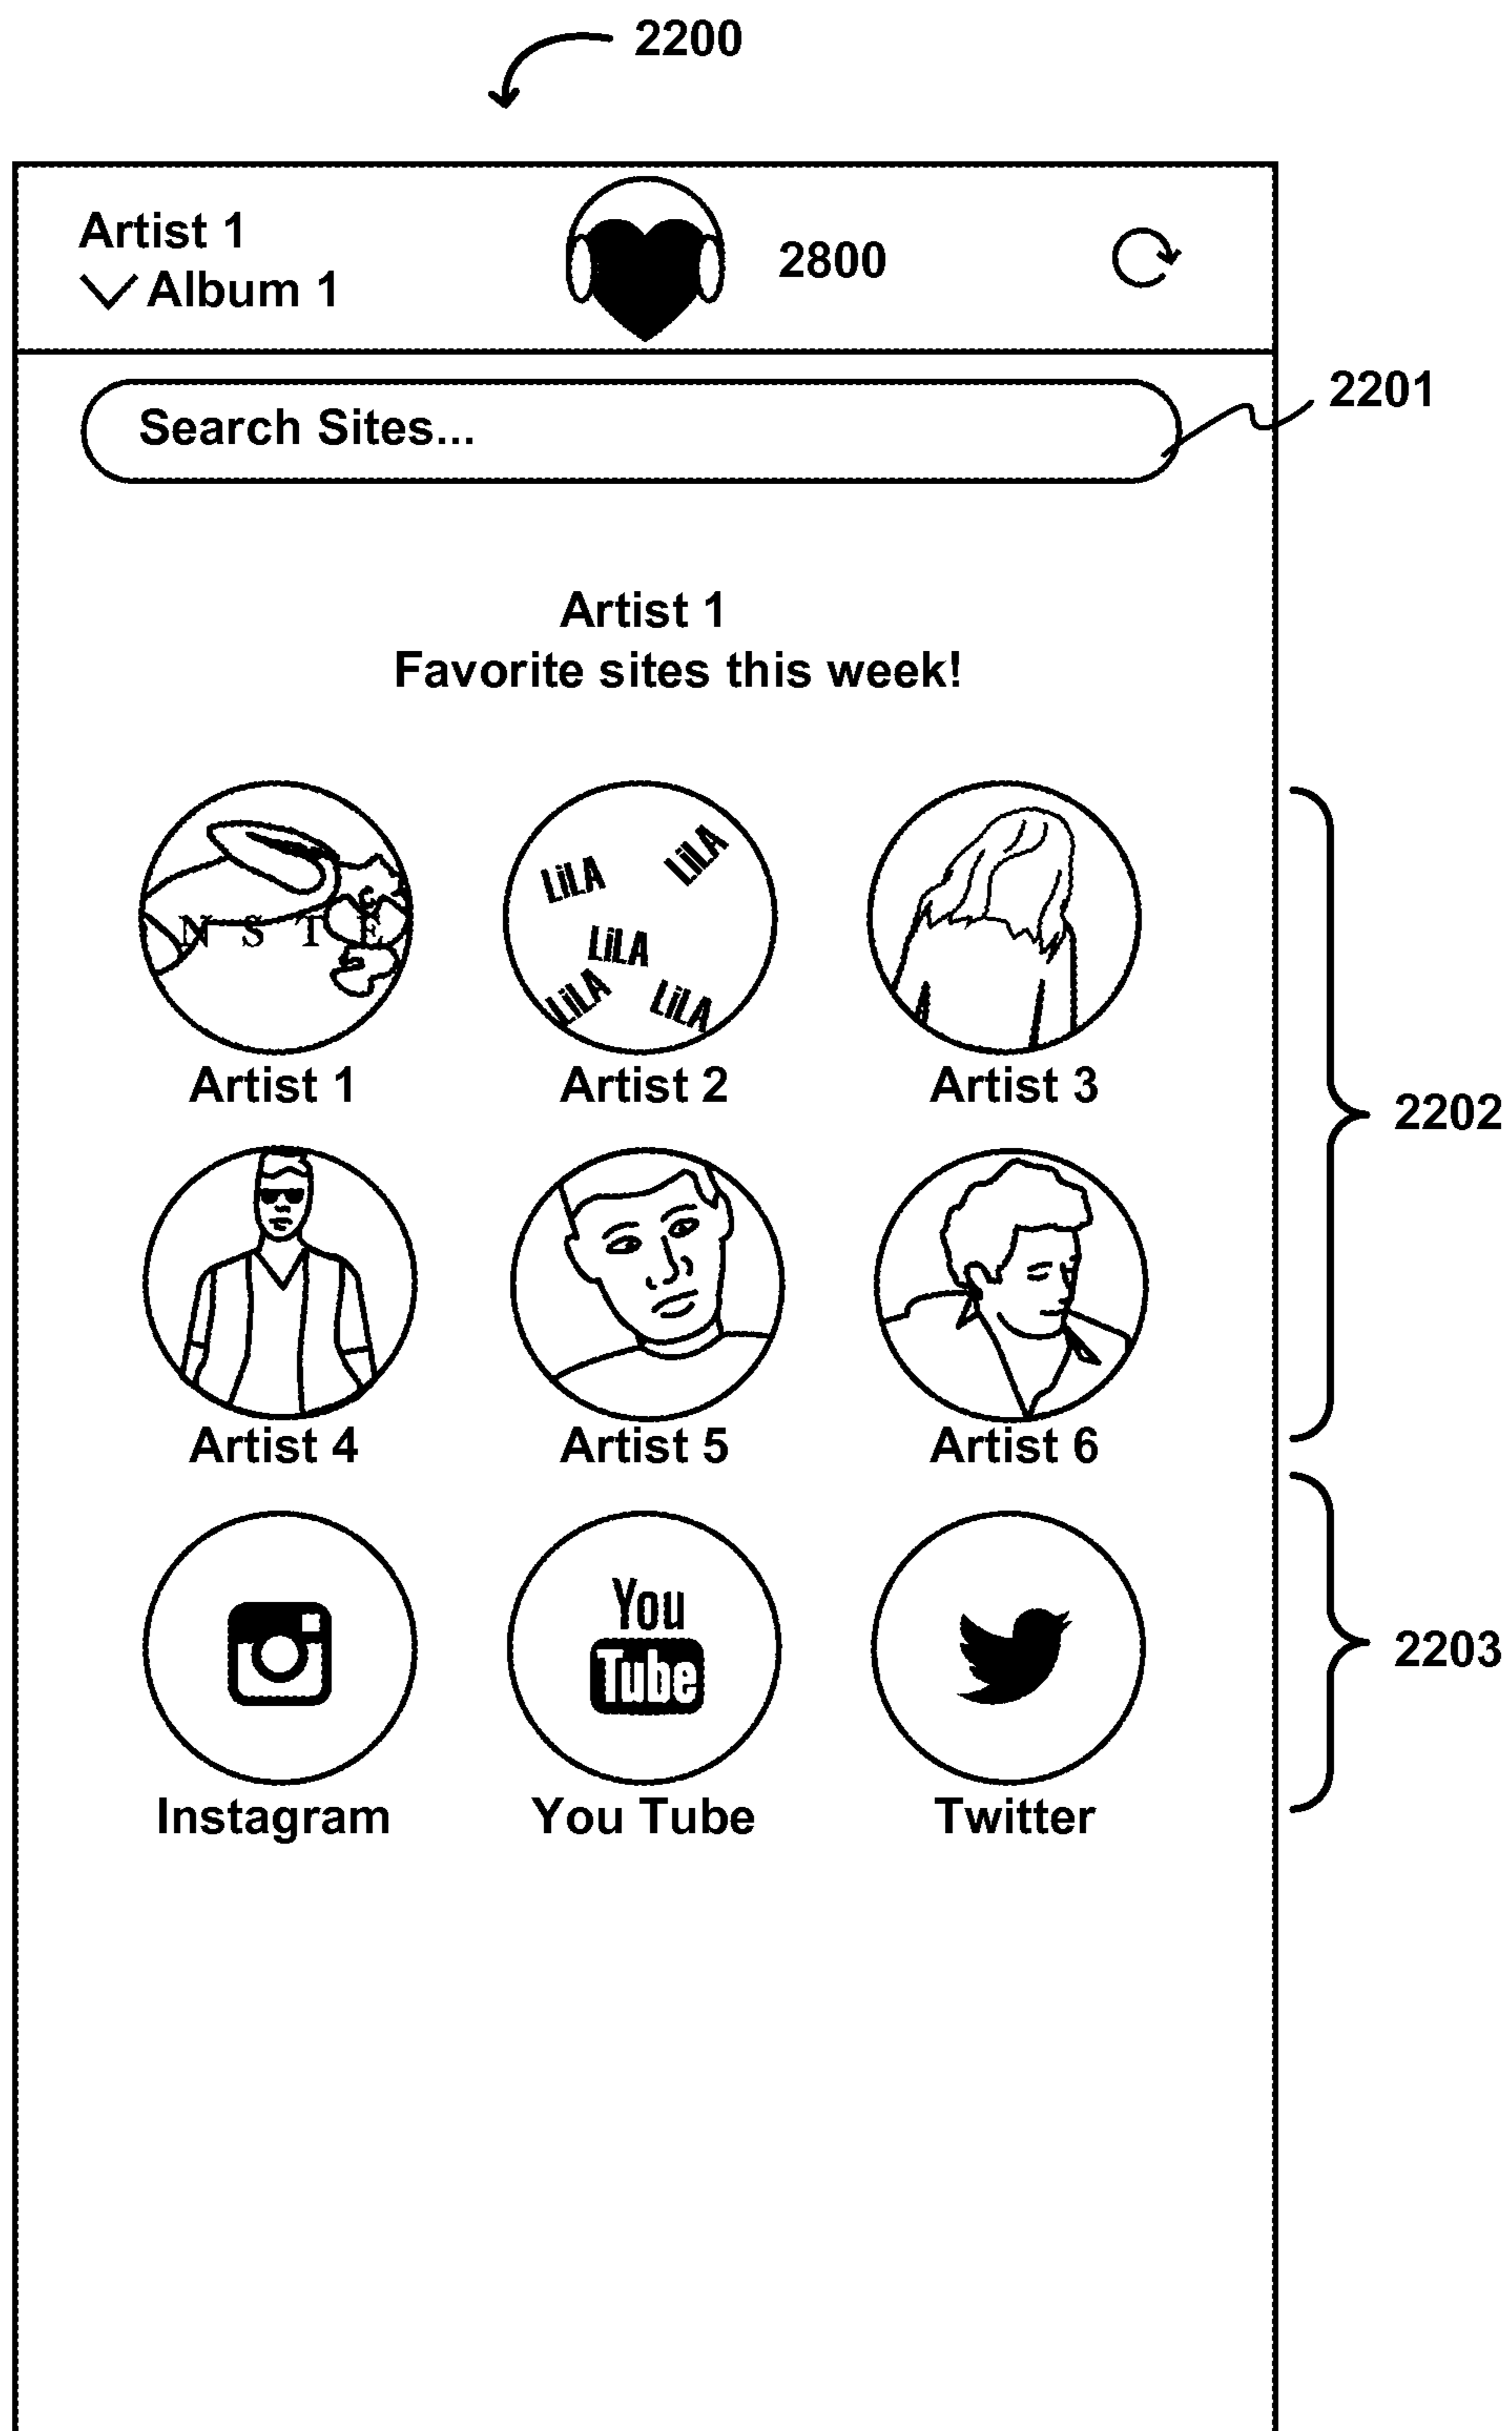 2200
Artist 1
Album 1
2800
2201
Search Sites...
Artist 1
Favorite sites this week!
N S T E
LiLA
LiLA
LiLA
LiLA
LiLA
Artist 1
Artist 2
Artist 3
2202
Artist 4
Artist 5
Artist 6
You
Tube
2203
Instagram
You Tube
Twitter